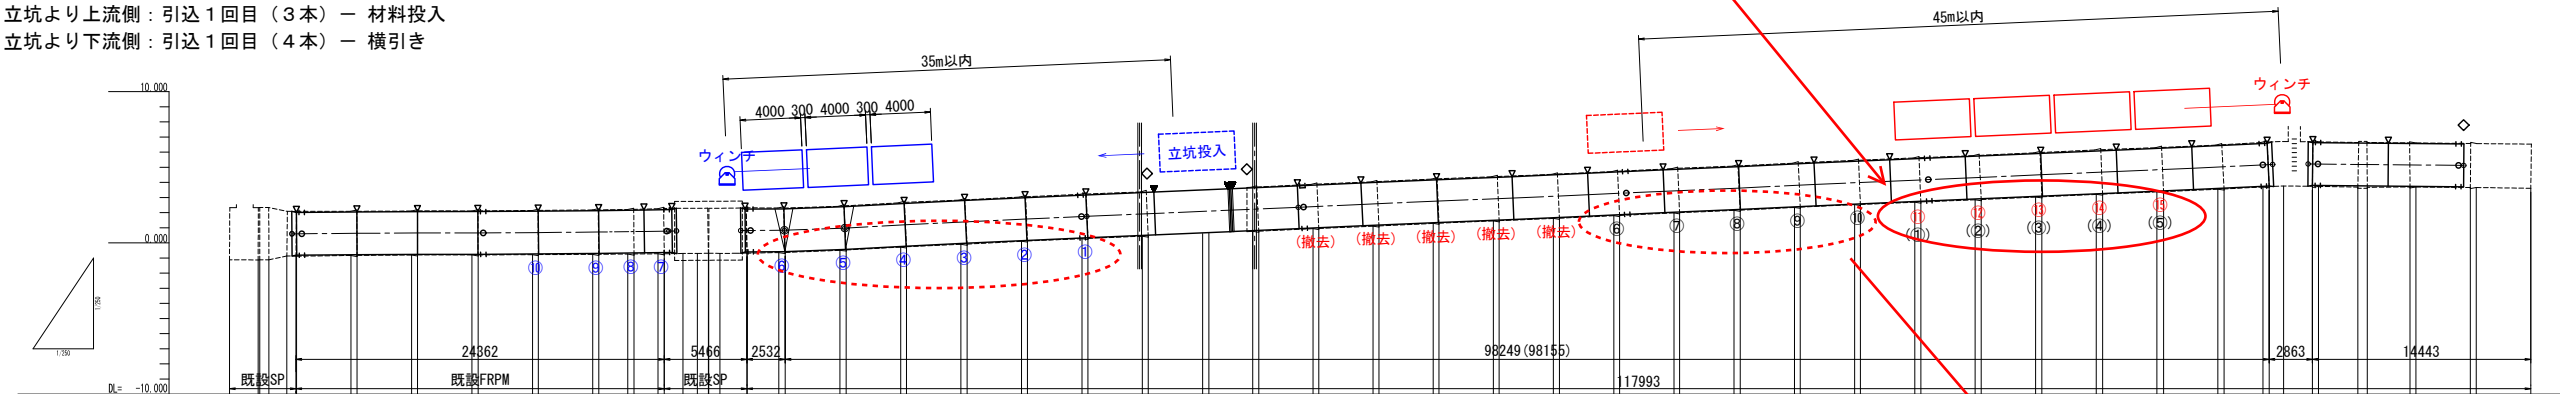 立坑より上流側：引込１回目（３本）－ 材料投入
立坑より下流側：引込１回目（４本）－ 横引き
45m以内
35m以内
10.000
4000 300 4000 300 4000
ウィンチ
ウィンチ
立坑投入
0.000
⑩ ⑨ ⑧ ⑦ ⑥ ⑤ ④ ③ ② ①
(撤去) (撤去) (撤去) (撤去) (撤去)
⑥ ⑦ ⑧ ⑨ ⑩
⑪ ⑫ ⑬ ⑭ ⑮
(①) (②) (③) (④) (⑤)
1/250
1/250
24362 5466 2532 98249(98155) 2863 14443
既設SP 既設FRPM 既設SP 117993
DL= -10.000